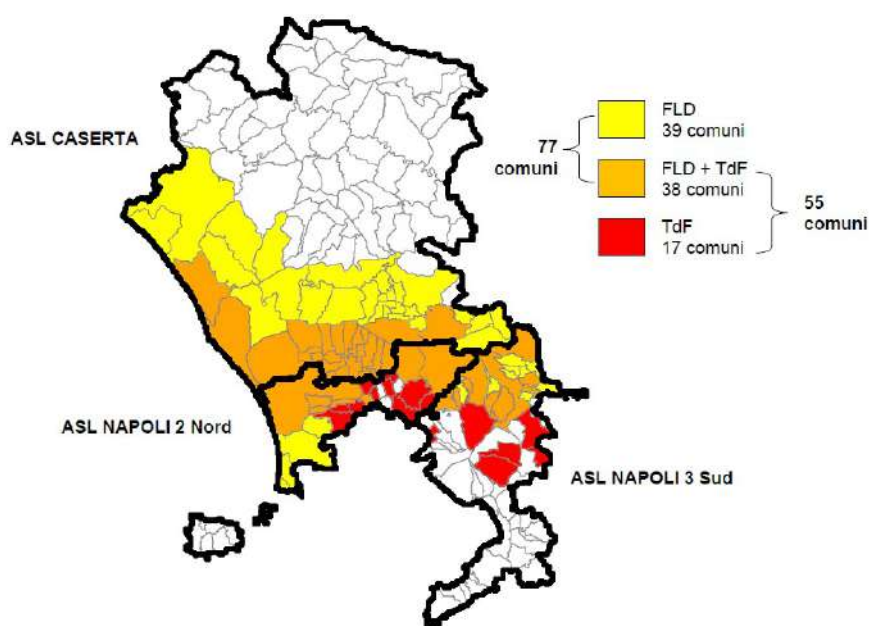 ASL CASERTA
77
comuni
FLD
39 comuni
FLD + TdF
38 comuni
TdF
17 comuni
55
comuni
ASL NAPOLI 2 Nord
ASL NAPOLI 3 Sud